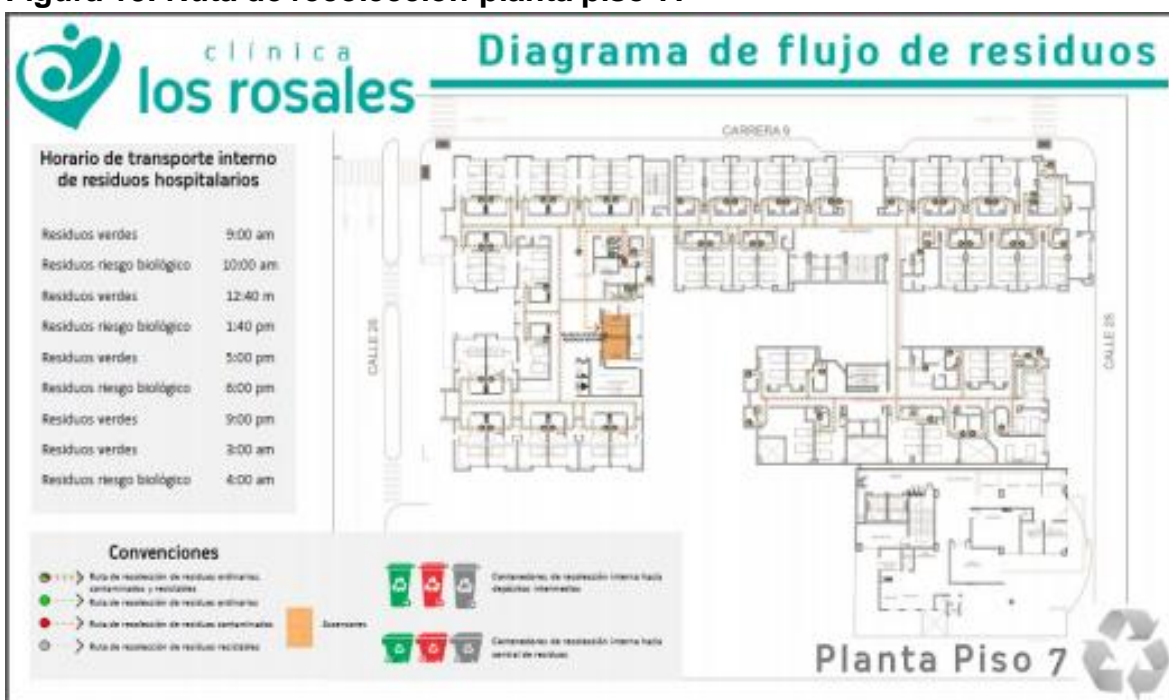 Figura 13. Ruta de recolección planta piso 7.
clínica
los rosales
Diagrama de flujo de residuos
Horario de transporte interno
de residuos hospitalarios
Residuos verdes 9:00 am
Residuos riesgo biológico 10:00 am
Residuos verdes 12:40 m
Residuos riesgo biológico 1:40 pm
Residuos verdes 5:00 pm
Residuos riesgo biológico 6:00 pm
Residuos verdes 9:00 pm
Residuos verdes 3:00 am
Residuos riesgo biológico 4:00 am
CARRERA 9
CALLE 26
CALLE 25
Convenciones
Ruta de recolección de residuos ordinarios,
contaminados y reciclables
Ruta de recolección de residuos ordinarios
Ruta de recolección de residuos contaminados
Ruta de recolección de residuos reciclables
Ascensores
Contenedores de recolección interna hacia
depósitos intermedios
Contenedores de recolección interna hacia
central de residuos
Planta Piso 7